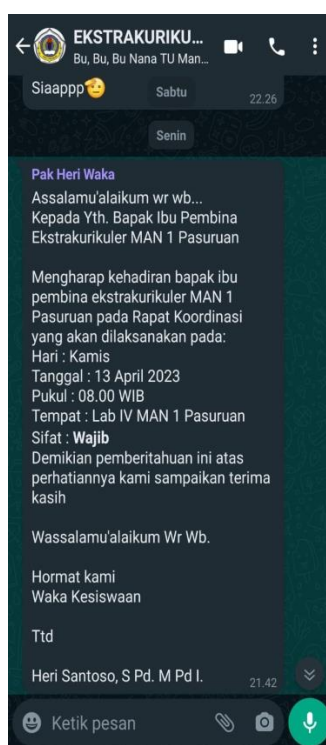 EKSTRAKURIKU...
Bu, Bu, Bu Nana TU Man...
Siaappp
22.26
Sabtu
Senin
Pak Heri Waka
Assalamu'alaikum wr wb...
Kepada Yth. Bapak Ibu Pembina
Ekstrakurikuler MAN 1 Pasuruan
Mengharap kehadiran bapak ibu
pembina ekstrakurikuler MAN 1
Pasuruan pada Rapat Koordinasi
yang akan dilaksanakan pada:
Hari : Kamis
Tanggal : 13 April 2023
Pukul : 08.00 WIB
Tempat : Lab IV MAN 1 Pasuruan
Sifat : Wajib
Demikian pemberitahuan ini atas
perhatiannya kami sampaikan terima
kasih
Wassalamu'alaikum Wr Wb.
Hormat kami
Waka Kesiswaan
Ttd
Heri Santoso, S Pd. M Pd I.
21.42
Ketik pesan